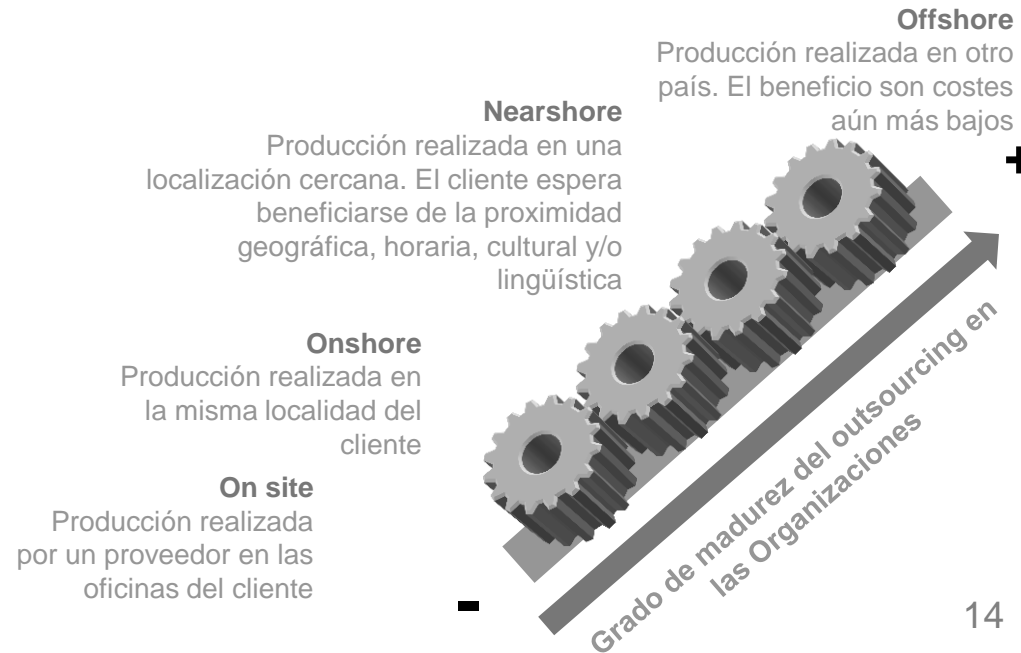 Offshore
Producción realizada en otro
país. El beneficio son costes
aún más bajos
+
Nearshore
Producción realizada en una
localización cercana. El cliente espera
beneficiarse de la proximidad
geográfica, horaria, cultural y/o
lingüística
Onshore
Producción realizada en
la misma localidad del
cliente
On site
Producción realizada
por un proveedor en las
oficinas del cliente
-
Grado de madurez del outsourcing en
las Organizaciones
14